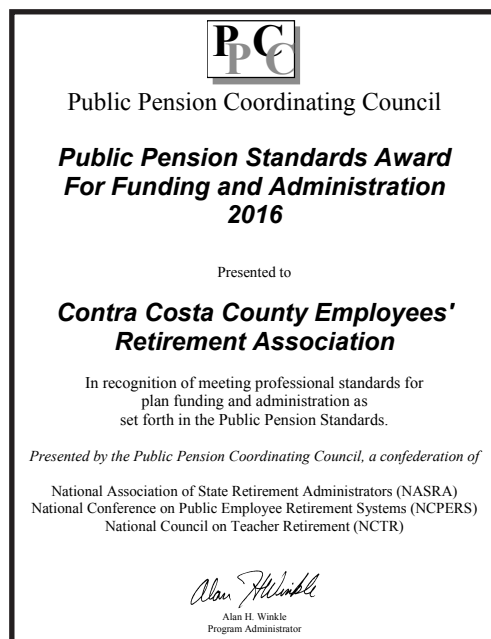 PPCC
Public Pension Coordinating Council
Public Pension Standards Award
For Funding and Administration
2016
Presented to
Contra Costa County Employees'
Retirement Association
In recognition of meeting professional standards for
plan funding and administration as
set forth in the Public Pension Standards.
Presented by the Public Pension Coordinating Council, a confederation of
National Association of State Retirement Administrators (NASRA)
National Conference on Public Employee Retirement Systems (NCPERS)
National Council on Teacher Retirement (NCTR)
Alan H Winkle
Alan H. Winkle
Program Administrator